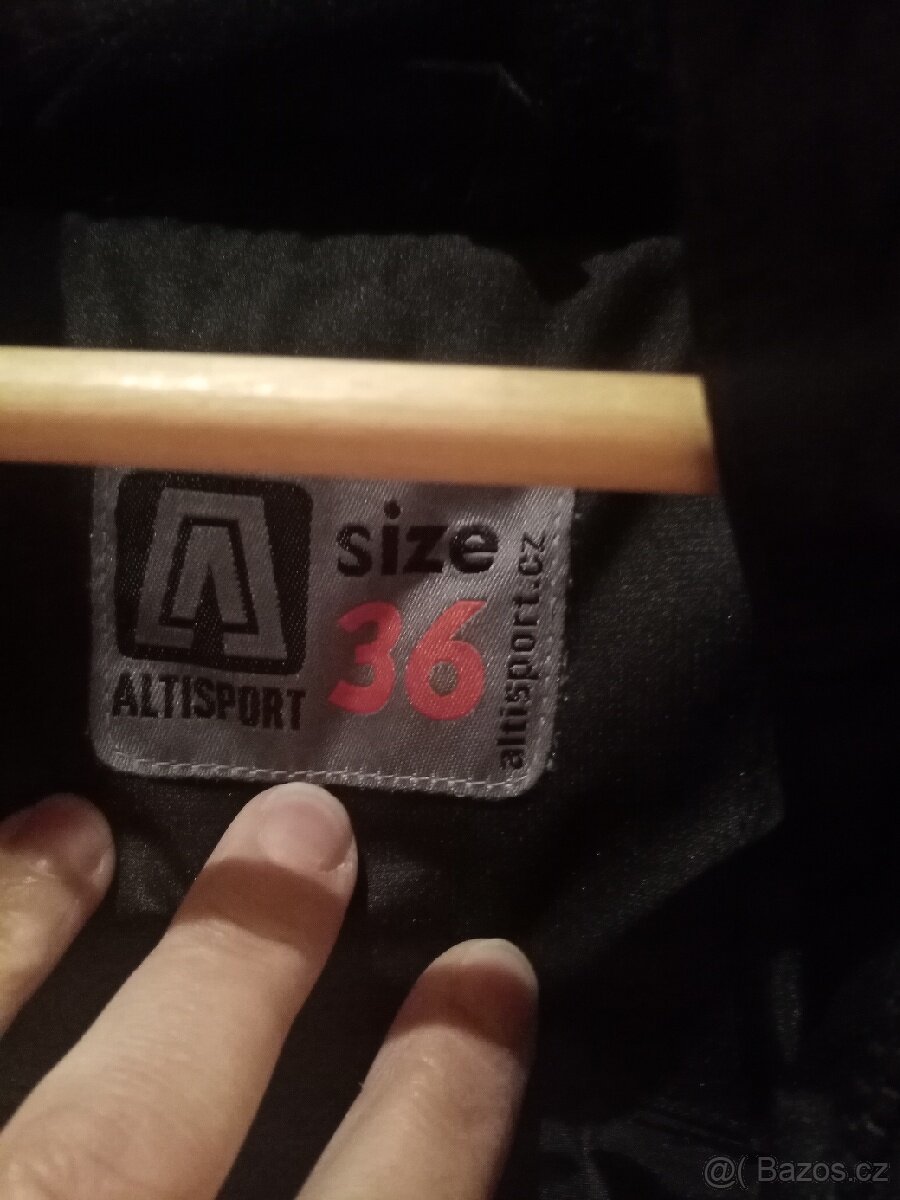 size
36
ALTISPORT
altisport.cz
@( Bazos.cz